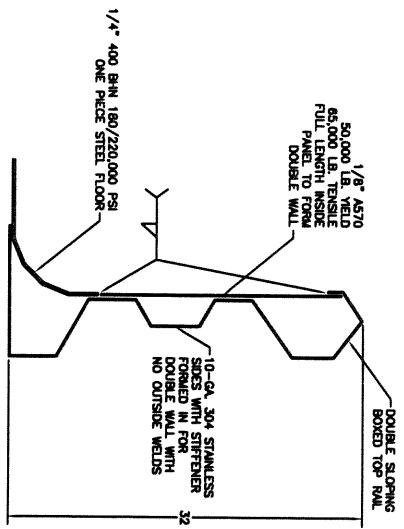 1/4" 400 BHN 180/220,000 PSI
ONE PIECE STEEL FLOOR
1/8" A570
50,000 LB. YIELD
65,000 LB. TENSILE
FULL LENGTH INSIDE
PANEL TO FORM
DOUBLE WALL
DOUBLE SLOPING
BOXED TOP RAIL
10-GA. 304 STAINLESS
SIDES WITH STIFFENER
FORMED IN FOR
DOUBLE WALL WITH
NO OUTSIDE WELDS
32